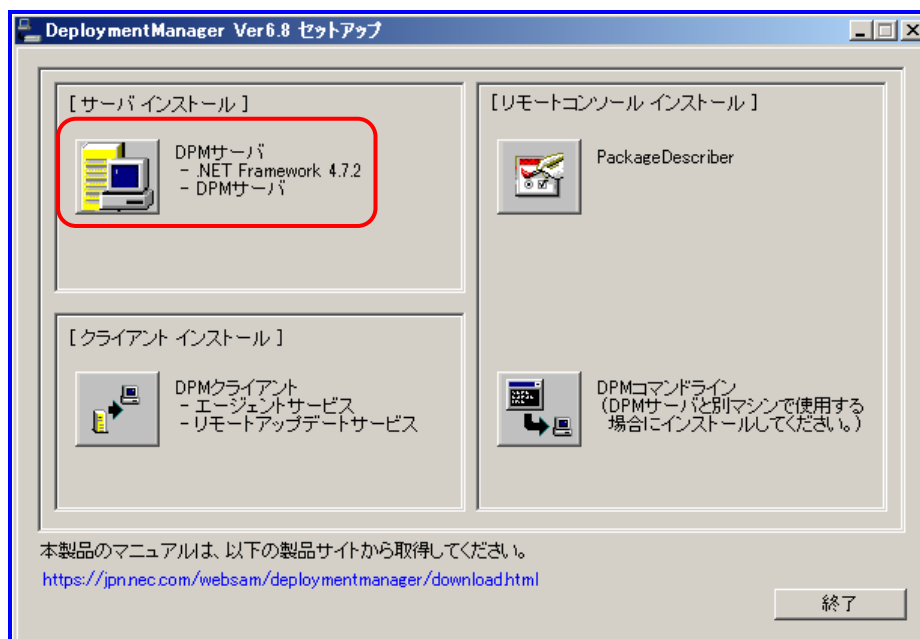 DeploymentManager Ver6.8 セットアップ
[ サーバ インストール ]
DPMサーバ
- .NET Framework 4.7.2
- DPMサーバ
[ リモートコンソール インストール ]
PackageDescriber
[ クライアント インストール ]
DPMクライアント
- エージェントサービス
- リモートアップデートサービス
DPMコマンドライン
(DPMサーバと別マシンで使用する
場合にインストールしてください。)
本製品のマニュアルは、以下の製品サイトから取得してください。
https://jpn.nec.com/websam/deploymentmanager/download.html
終了